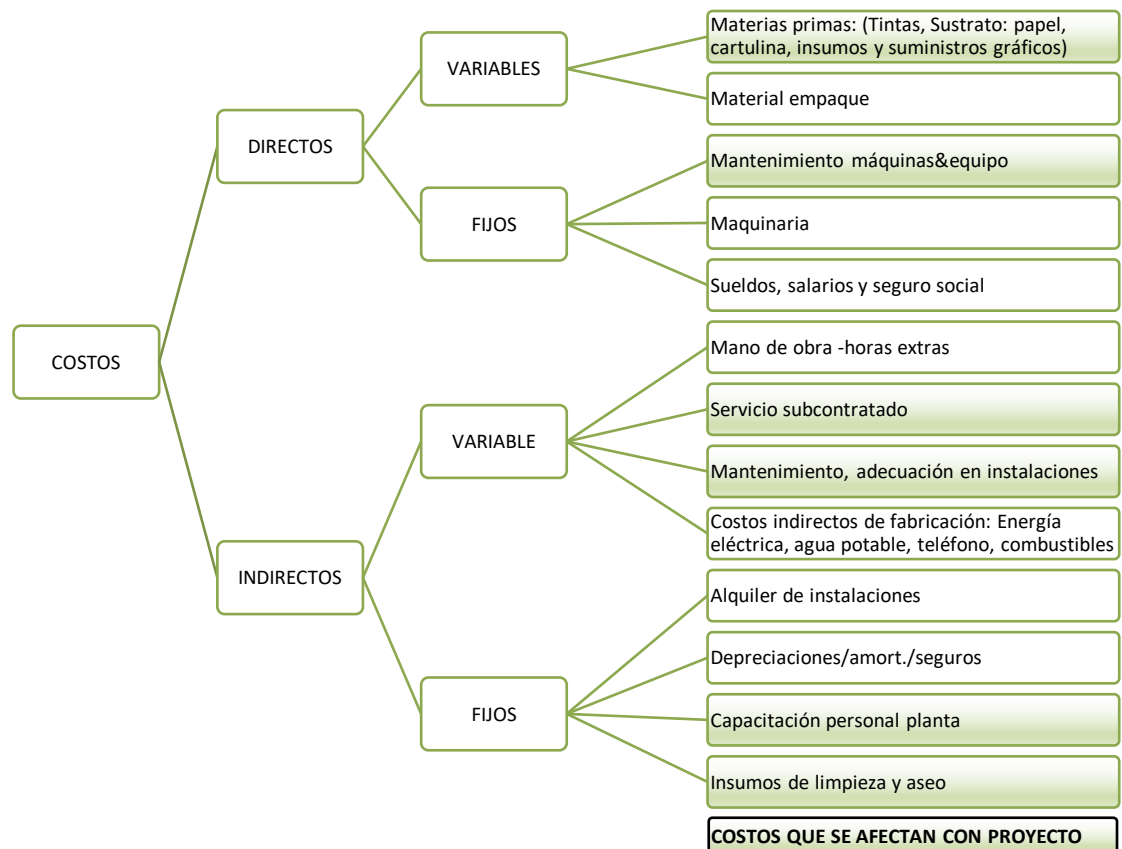 COSTOS
DIRECTOS
VARIABLES
Materias primas: (Tintas, Sustrato: papel,
cartulina, insumos y suministros gráficos)
Material empaque
FIJOS
Mantenimiento máquinas&equipo
Maquinaria
Sueldos, salarios y seguro social
INDIRECTOS
VARIABLE
Mano de obra -horas extras
Servicio subcontratado
Mantenimiento, adecuación en instalaciones
Costos indirectos de fabricación: Energía
eléctrica, agua potable, teléfono, combustibles
FIJOS
Alquiler de instalaciones
Depreciaciones/amort./seguros
Capacitación personal planta
Insumos de limpieza y aseo
COSTOS QUE SE AFECTAN CON PROYECTO